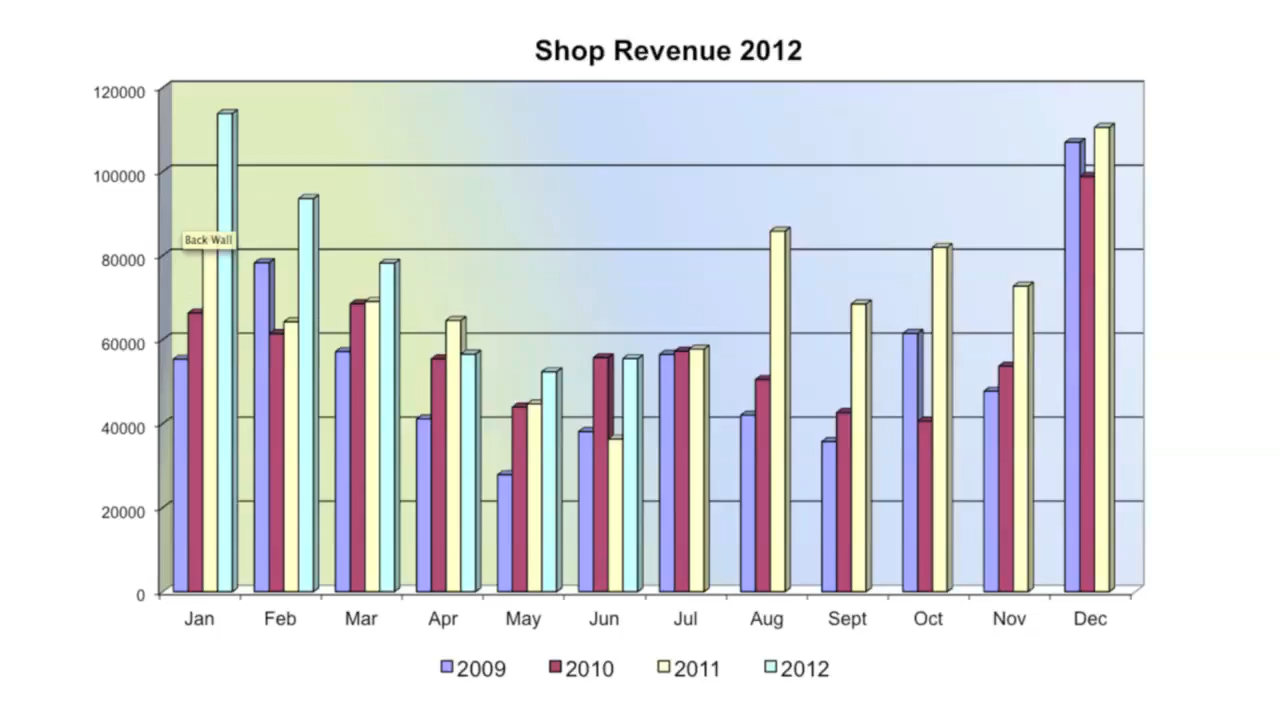 Shop Revenue 2012
120000
100000
80000
60000
40000
20000
0
Back Wall
Jan Feb Mar Apr May Jun Jul Aug Sept Oct Nov Dec
2009 2010 2011 2012